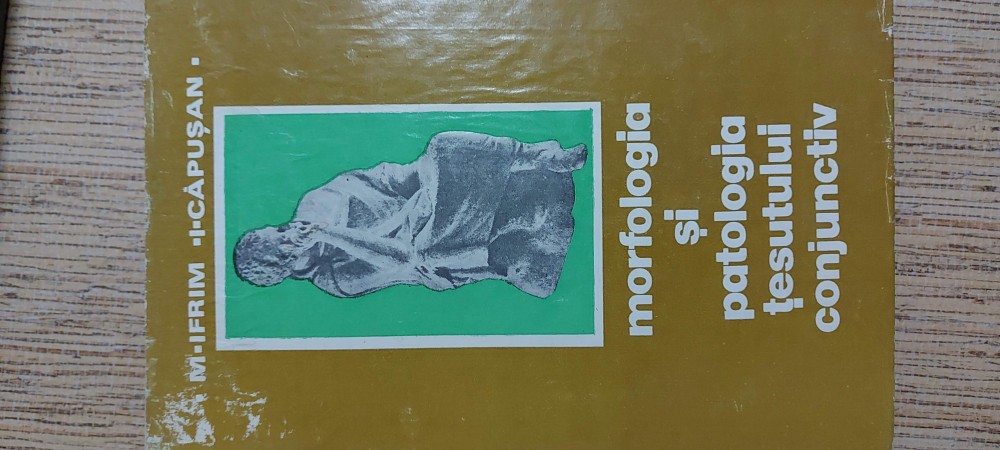 M·IFRIM ·I·CĂPUȘAN·
morfologia
și
patologia
țesutului
conjunctiv